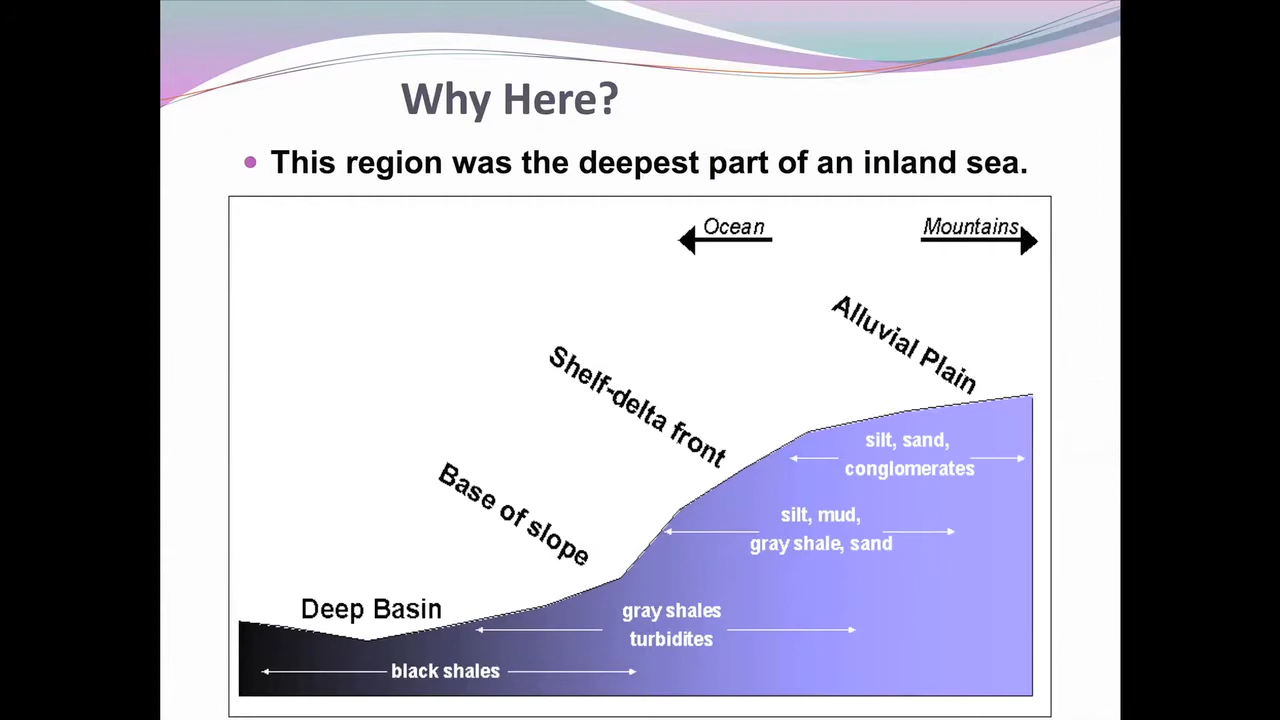 Why Here?
• This region was the deepest part of an inland sea.
Ocean
Mountains
Alluvial Plain
Shelf-delta front
Base of slope
Deep Basin
silt, sand,
conglomerates
silt, mud,
gray shale, sand
gray shales
turbidites
black shales